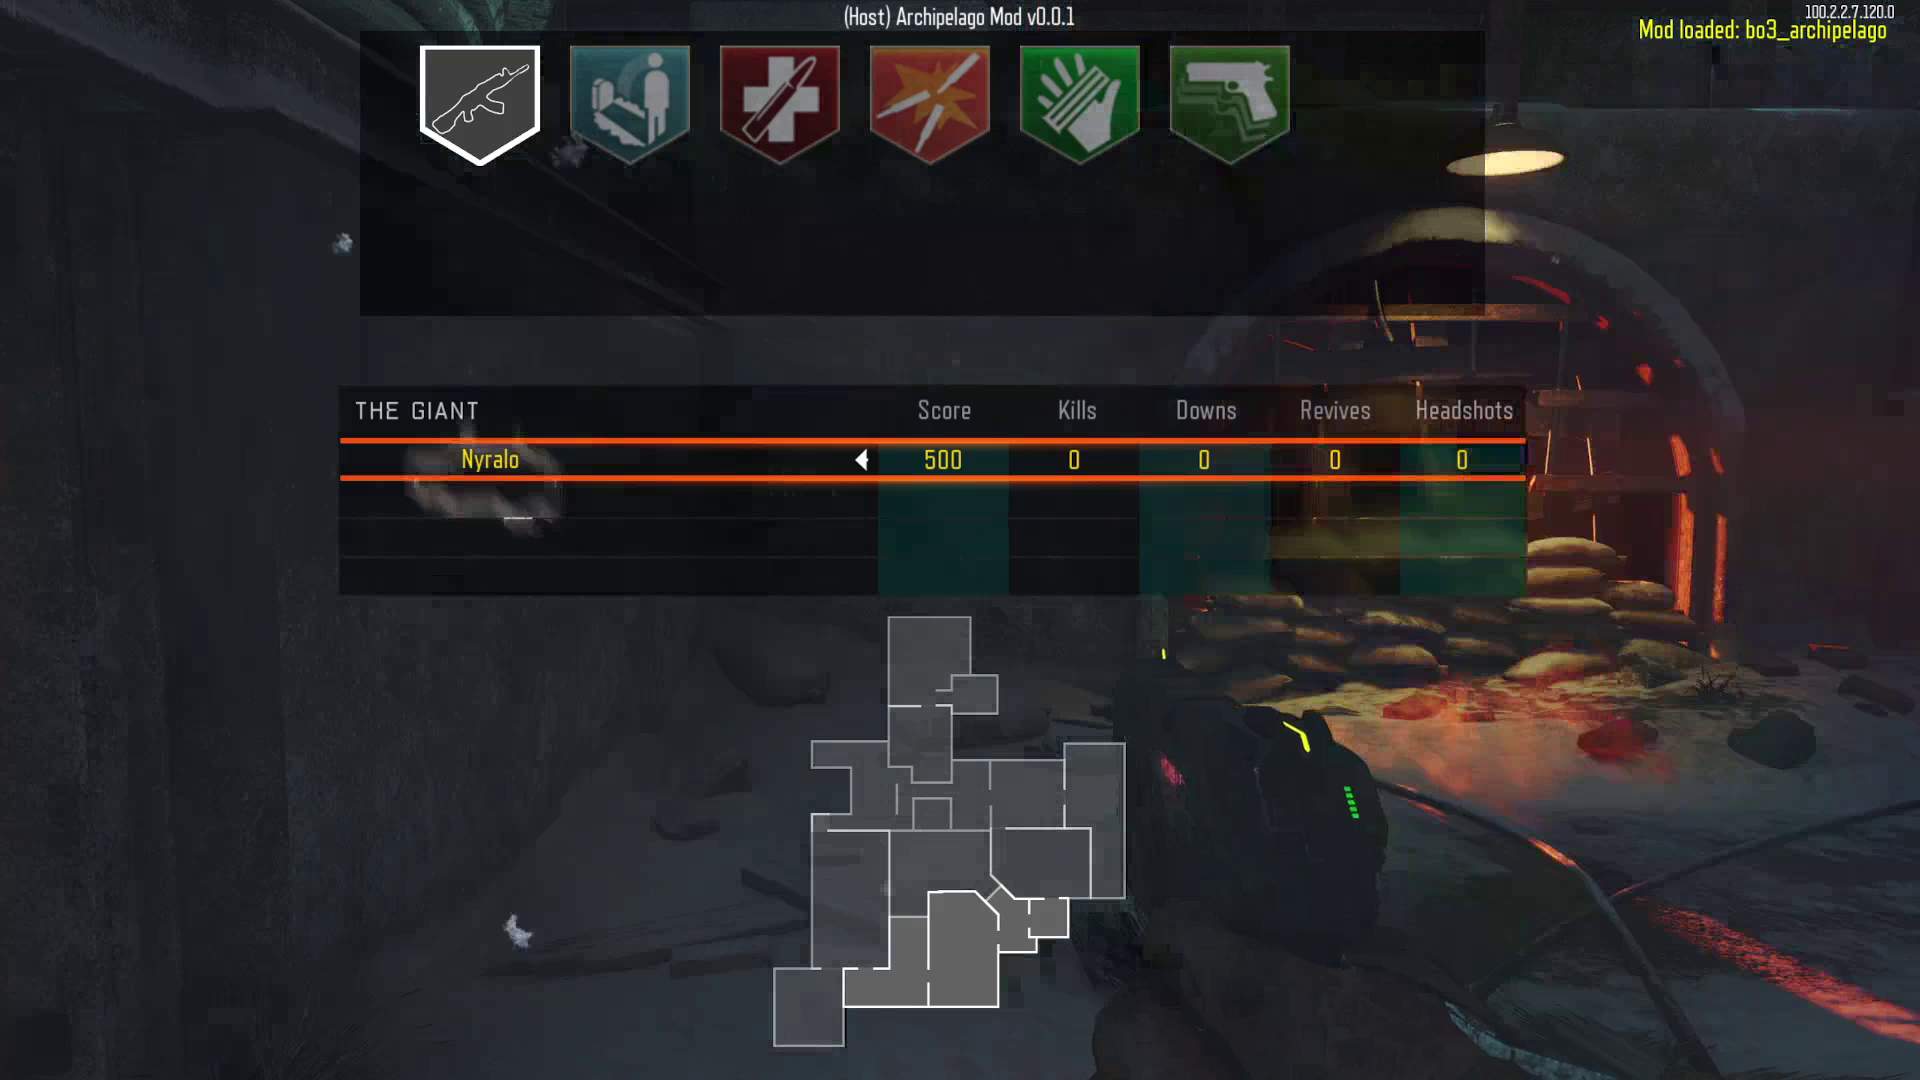 (Host) Archipelago Mod v0.0.1
100.2.2.7.120.0
Mod loaded: bo3_archipelago
THE GIANT Score Kills Downs Revives Headshots
Nyralo 500 0 0 0 0